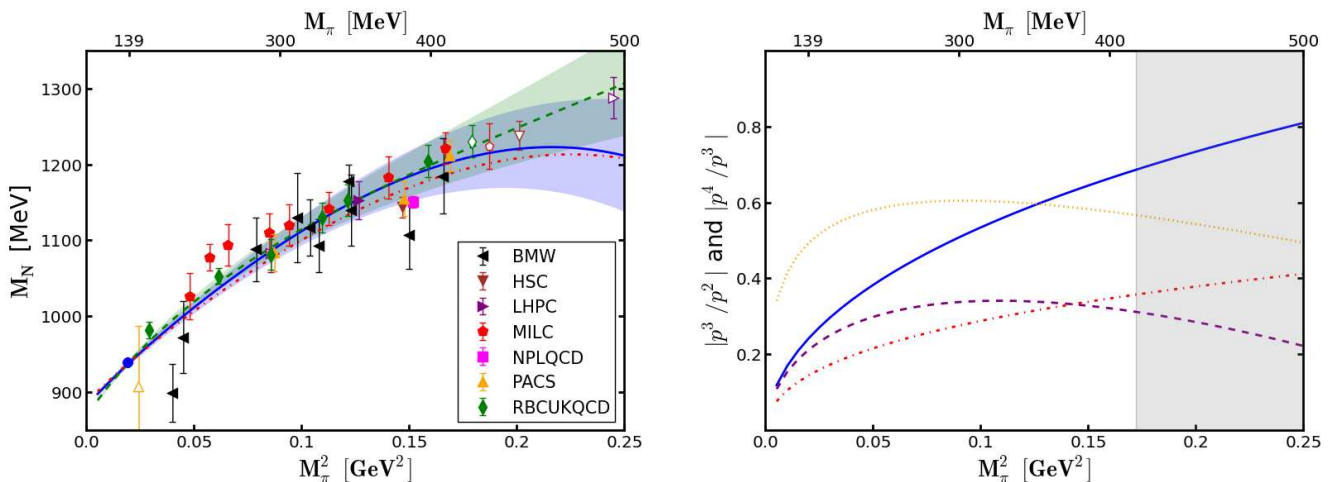 M_π [MeV]
139 300 400 500
1300
1200
1100
1000
900
M_N [MeV]
BMW
HSC
LHPC
MILC
NPLQCD
PACS
RBCUKQCD
0.0 0.05 0.1 0.15 0.2 0.25
M_π^2 [GeV^2]
M_π [MeV]
139 300 400 500
0.8
0.6
0.4
0.2
|p^3/p^2| and |p^4/p^3|
0.0 0.05 0.1 0.15 0.2 0.25
M_π^2 [GeV^2]